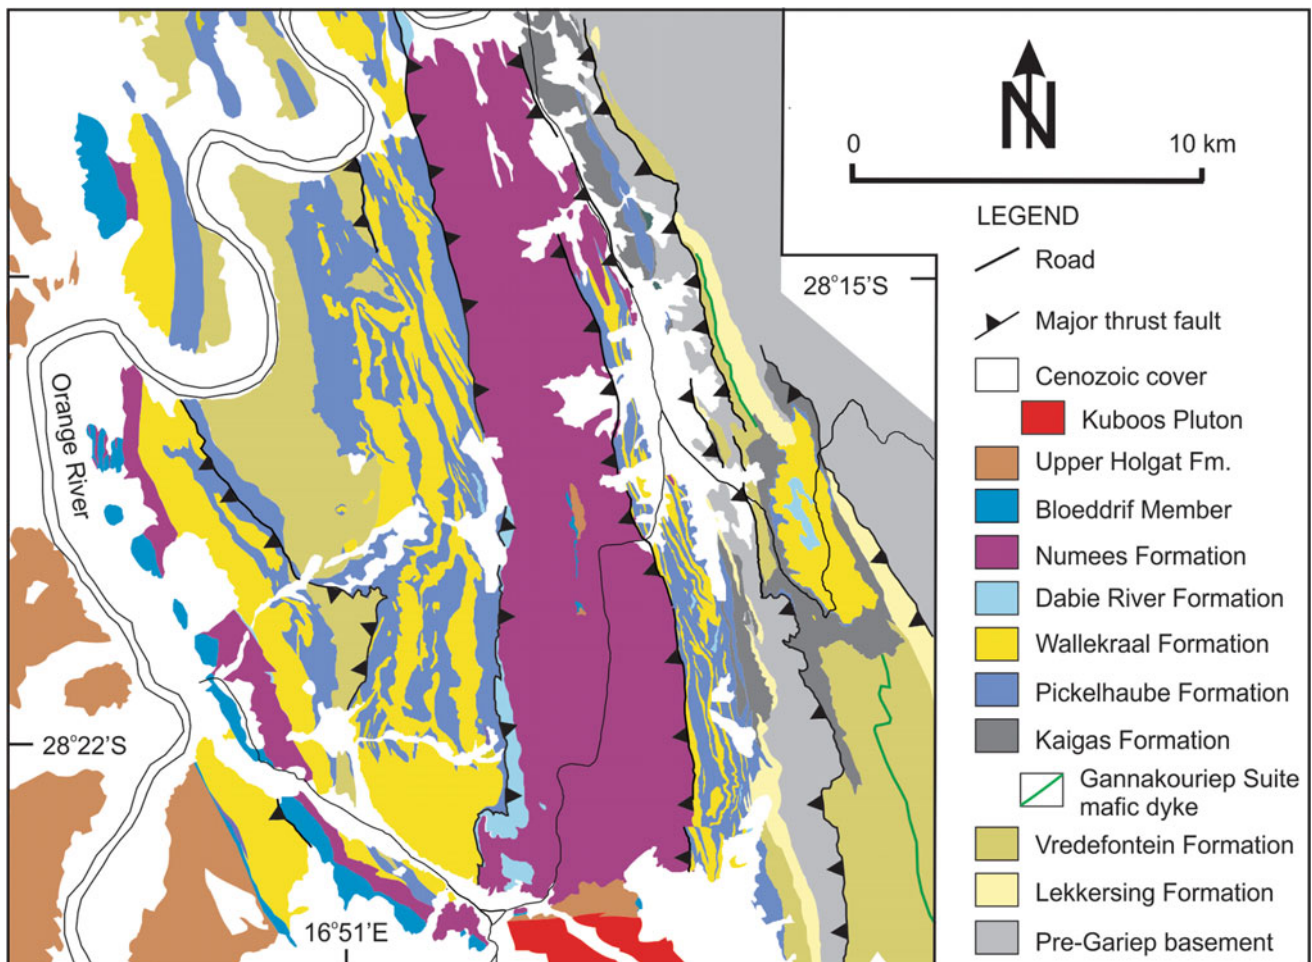 N
0 10 km
LEGEND
Road
28°15'S
Major thrust fault
Cenozoic cover
Kuboos Pluton
Orange River
Upper Holgat Fm.
Bloeddrif Member
Numees Formation
Dabie River Formation
Wallekraal Formation
Pickelhaube Formation
28°22'S
Kaigas Formation
Gannakouriep Suite
mafic dyke
Vredefontein Formation
Lekkersing Formation
16°51'E
Pre-Gariep basement